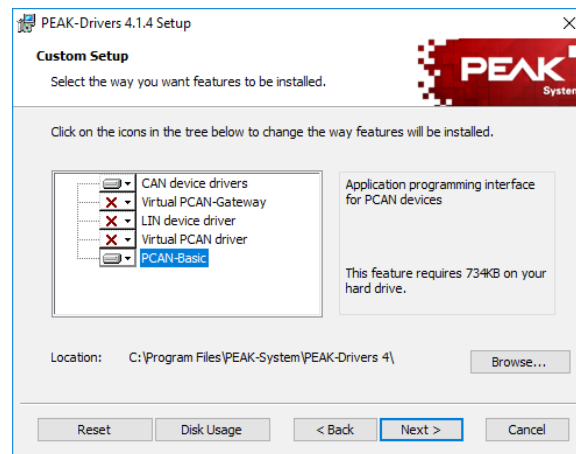 PEAK-Drivers 4.1.4 Setup
Custom Setup
Select the way you want features to be installed.
PEAK
System
Click on the icons in the tree below to change the way features will be installed.
CAN device drivers
Virtual PCAN-Gateway
LIN device driver
Virtual PCAN driver
PCAN-Basic
Application programming interface
for PCAN devices
This feature requires 734KB on your
hard drive.
Location: C:\Program Files\PEAK-System\PEAK-Drivers 4\
Browse...
Reset Disk Usage < Back Next > Cancel